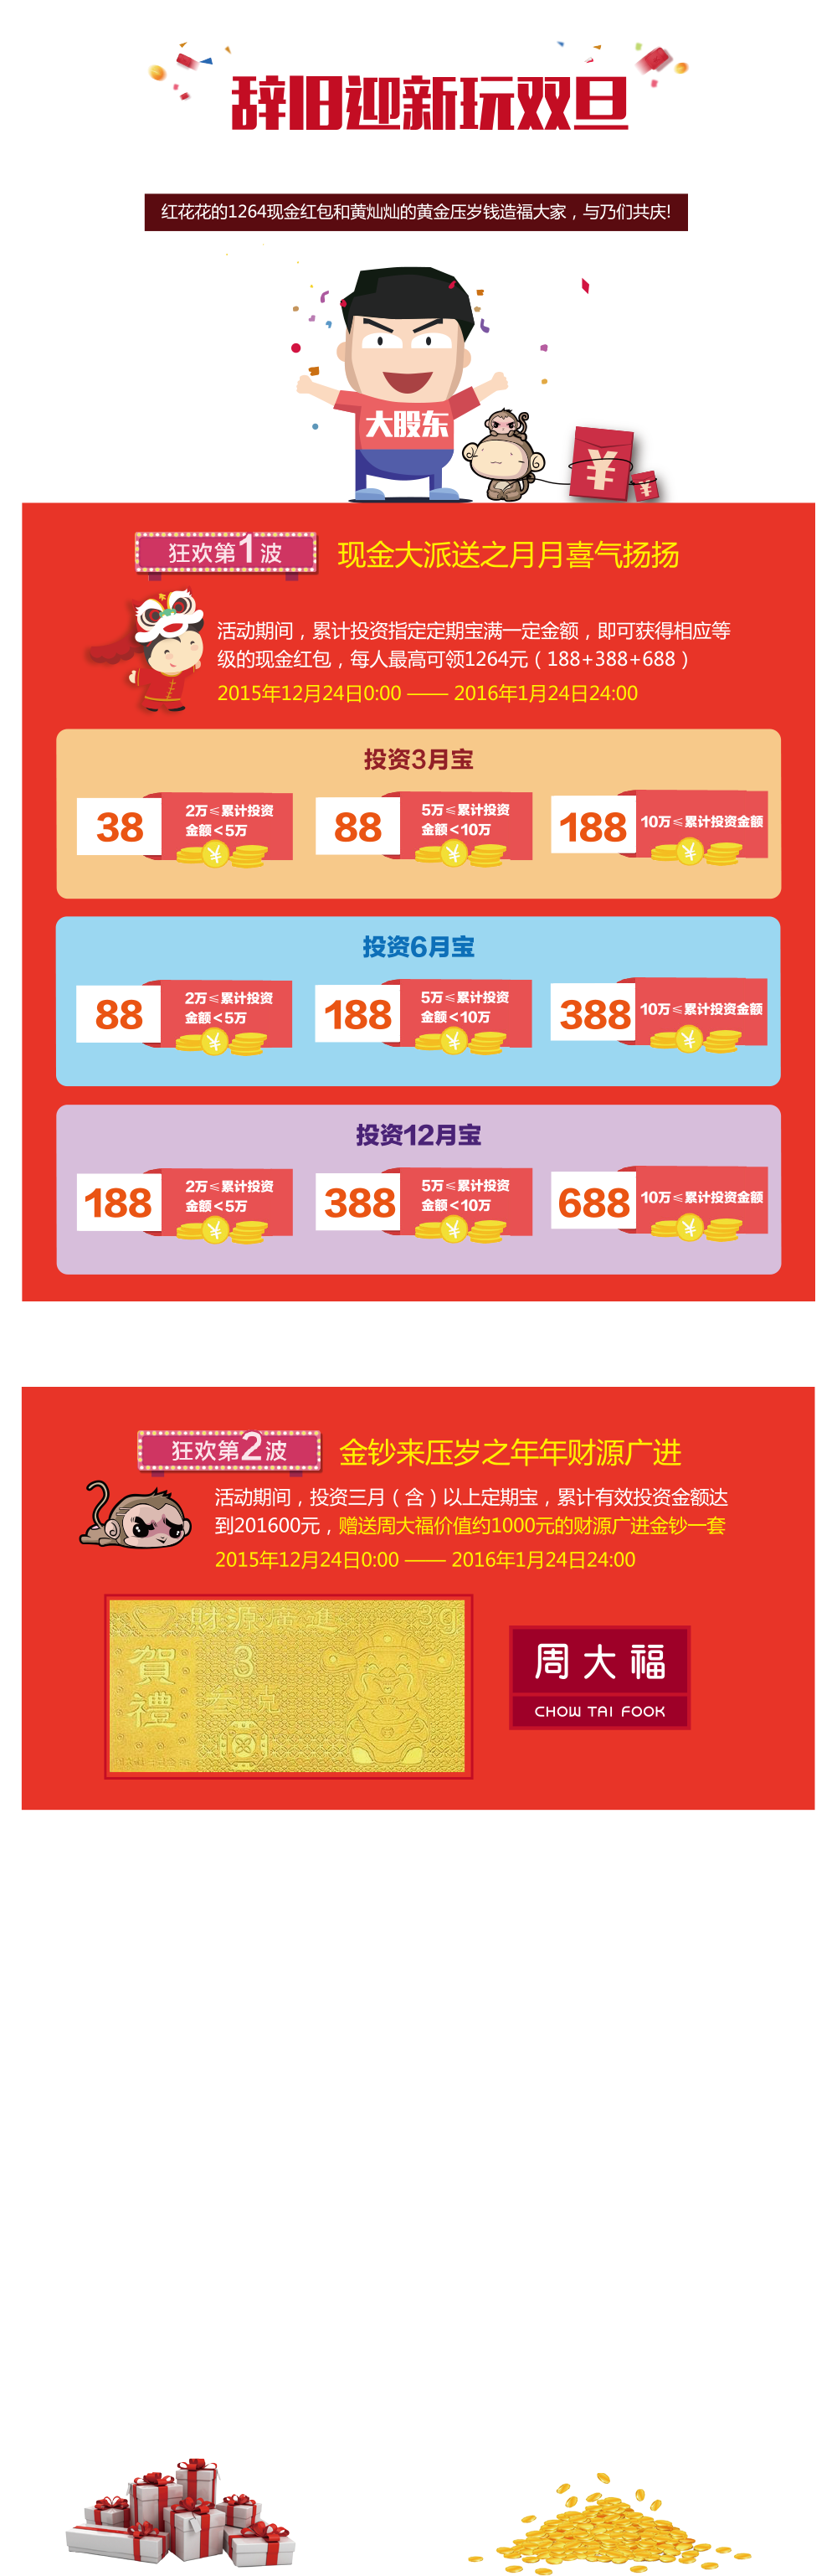 辞旧迎新玩双旦
红花花的1264现金红包和黄灿灿的黄金压岁钱造福大家，与乃们共庆!
大股东
¥
¥
狂欢第1波
现金大派送之月月喜气扬扬
活动期间，累计投资指定定期宝满一定金额，即可获得相应等
级的现金红包，每人最高可领1264元（188+388+688）
2015年12月24日0:00 —— 2016年1月24日24:00
投资3月宝
38
2万≤累计投资
金额<5万
¥
88
5万≤累计投资
金额<10万
¥
188
10万≤累计投资金额
¥
投资6月宝
88
2万≤累计投资
金额<5万
¥
188
5万≤累计投资
金额<10万
¥
388
10万≤累计投资金额
¥
投资12月宝
188
2万≤累计投资
金额<5万
¥
388
5万≤累计投资
金额<10万
¥
688
10万≤累计投资金额
¥
狂欢第2波
金钞来压岁之年年财源广进
活动期间，投资三月（含）以上定期宝，累计有效投资金额达
到201600元，赠送周大福价值约1000元的财源广进金钞一套
2015年12月24日0:00 —— 2016年1月24日24:00
財源廣進
3g
賀禮
3
叁克
周大福
CHOW TAI FOOK